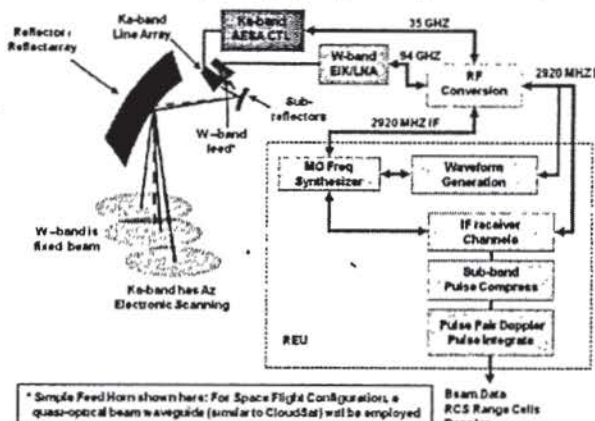 Reflector/
Reflectarray
Ka-band
Line Array
Ka-band
AESA CTL
35 GHZ
W-band
EIK/LNA
94 GHZ
RF
Conversion
2920 MHZ I
Sub-
reflectors
W-band
feed*
2920 MHZ IF
MO Freq
Synthesizer
Waveform
Generation
W-band is
fixed beam
Ka-band has Az
Electronic Scanning
IF receiver
Channels
Sub-band
Pulse Compress
Pulse Pair Doppler
Pulse Integrate
REU
* Simple Feed Horn shown here: For Space Flight Configuration, a
quasi-optical beam waveguide (similar to CloudSat) will be employed
Beam Data
RCS Range Cells